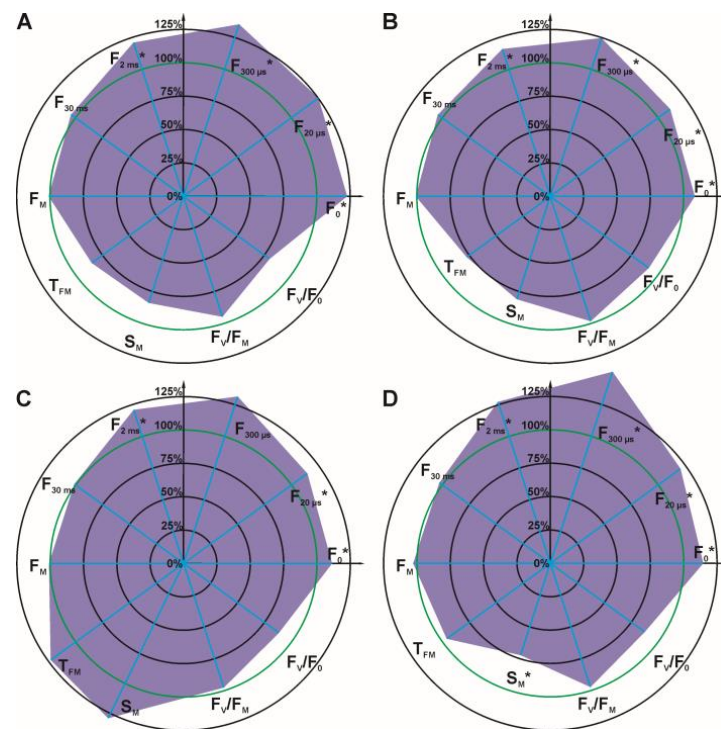 A
125%
100%
75%
50%
25%
0%
F2 ms*
F300 µs*
F30 ms
F20 µs*
FM
F0*
TFM
FV/F0
SM
FV/FM
B
125%
100%
75%
50%
25%
0%
F2 ms*
F300 µs*
F30 ms
F20 µs*
FM
F0*
TFM
FV/F0
SM
FV/FM
C
125%
100%
75%
50%
25%
0%
F2 ms*
F300 µs*
F30 ms
F20 µs*
FM
F0*
TFM
FV/F0
SM
FV/FM
D
125%
100%
75%
50%
25%
0%
F2 ms*
F300 µs*
F30 ms
F20 µs*
FM
F0*
TFM
FV/F0
SM*
FV/FM